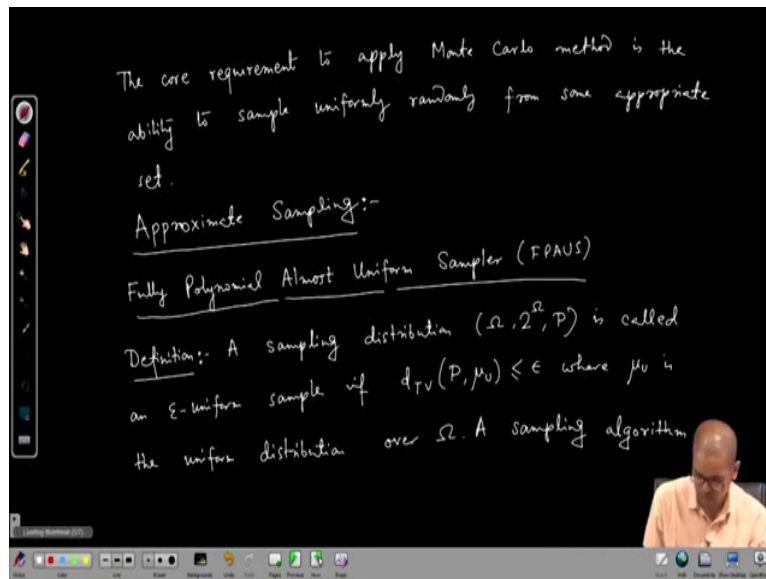 The core requirement to apply Monte Carlo method is the
ability to sample uniformly randomly from some appropriate
set.
Approximate Sampling:-
Fully Polynomial Almost Uniform Sampler (FPAUS)
Definition:- A sampling distribution (Ω, 2^Ω, P) is called
an ε-uniform sample if d_TV(P, μ_U) ≤ ε where μ_U is
the uniform distribution over Ω. A sampling algorithm